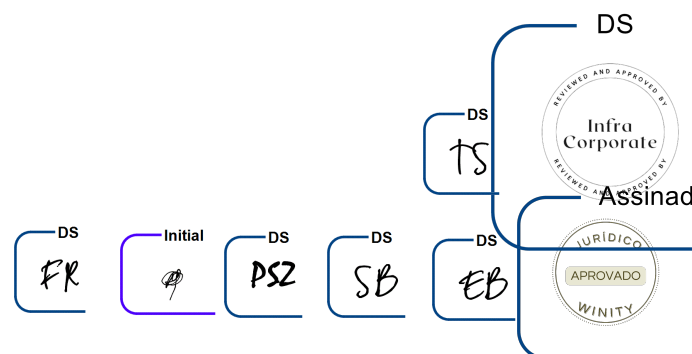 DS
REVIEWED AND APPROVED BY
Infra
Corporate
REVIEWED AND APPROVED BY
DS
TS
Assinad
DS
FR
Initial
DS
PSZ
DS
SB
DS
EB
JURÍDICO
APROVADO
WINITY